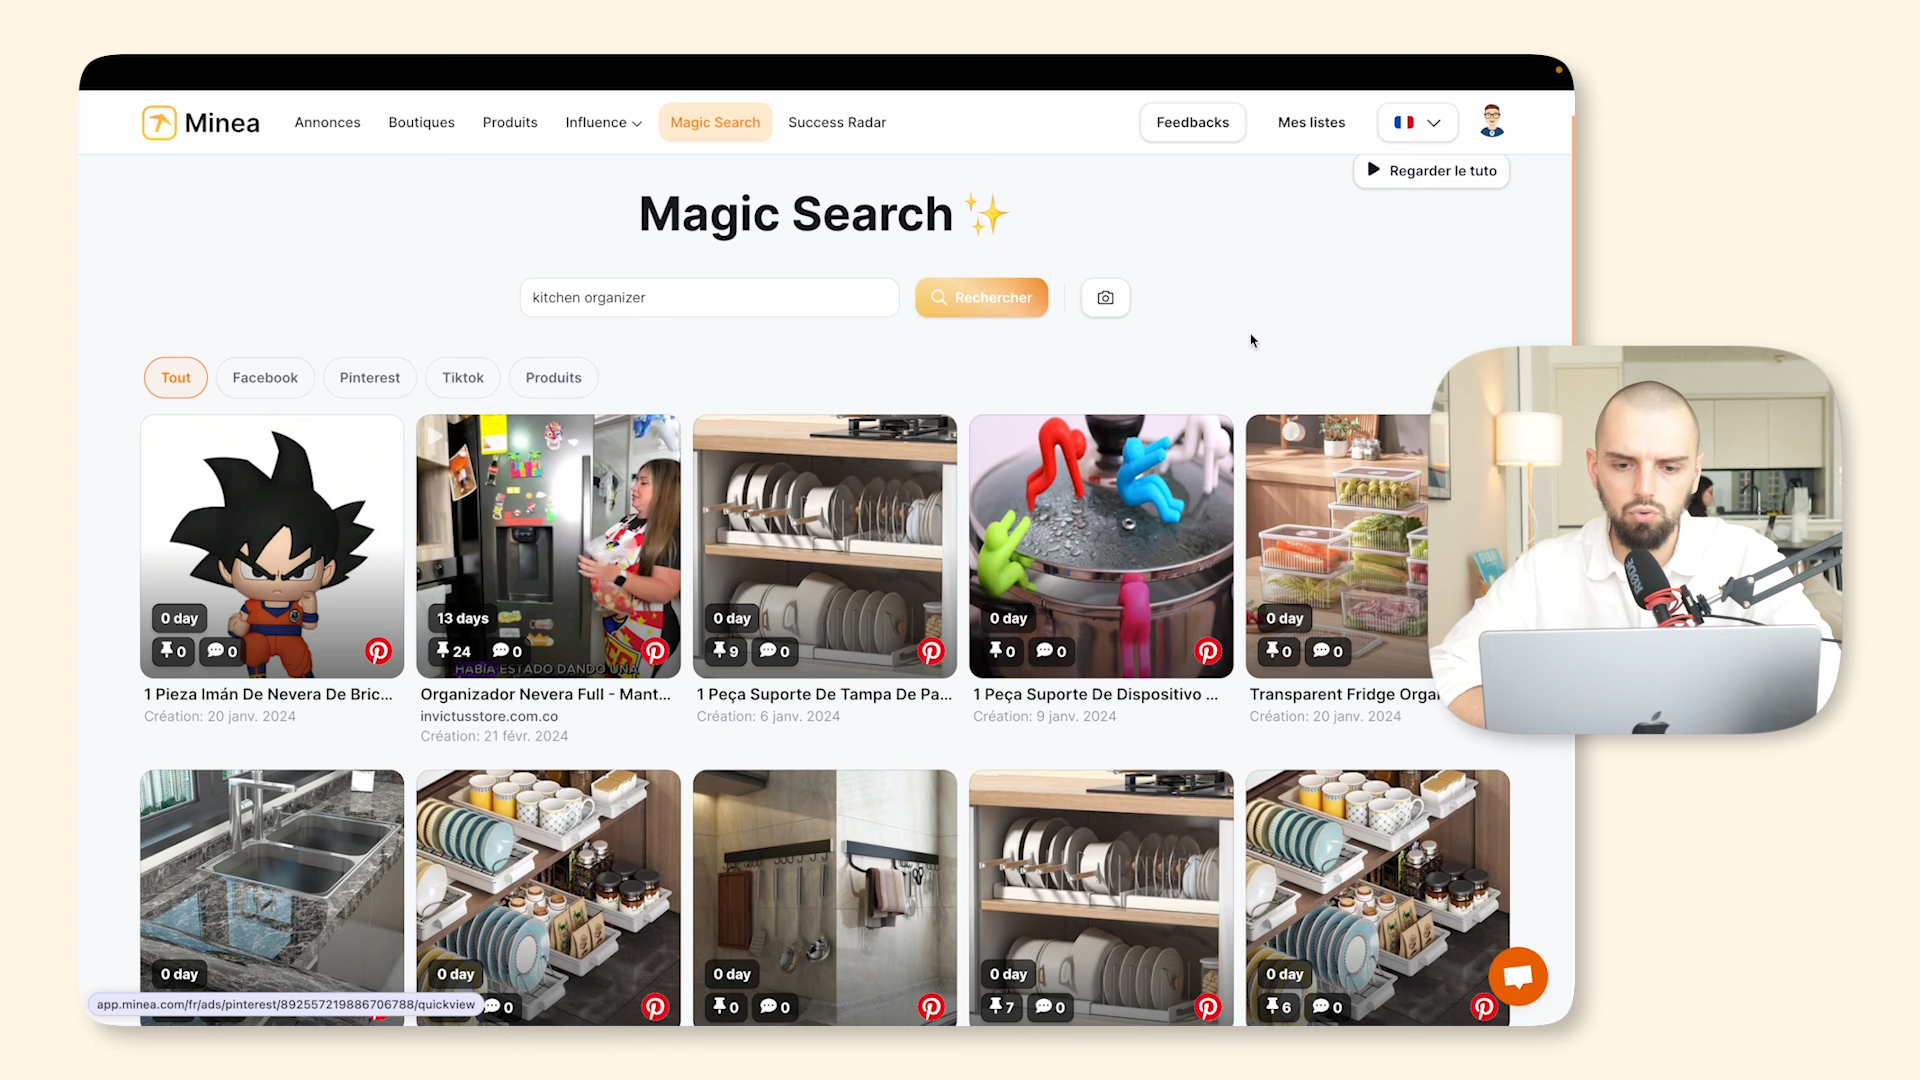 Minea
Annonces
Boutiques
Produits
Influence
Magic Search
Success Radar
Feedbacks
Mes listes
Regarder le tuto
Magic Search ✨
kitchen organizer
Rechercher
Tout
Facebook
Pinterest
Tiktok
Produits
0 day
0
0
13 days
24
0
HABÍA ESTADO DANDO UNA
0 day
9
0
0 day
0
0
0 day
0
0
1 Pieza Imán De Nevera De Bric...
Création: 20 janv. 2024
Organizador Nevera Full - Mant...
invictusstore.com.co
Création: 21 févr. 2024
1 Peça Suporte De Tampa De Pa...
Création: 6 janv. 2024
1 Peça Suporte De Dispositivo ...
Création: 9 janv. 2024
Transparent Fridge Orga
Création: 20 janv. 2024
RØDE
0 day
0 day
0
0 day
0
0
0 day
7
0
0 day
6
0
app.minea.com/fr/ads/pinterest/892557219886706788/quickview